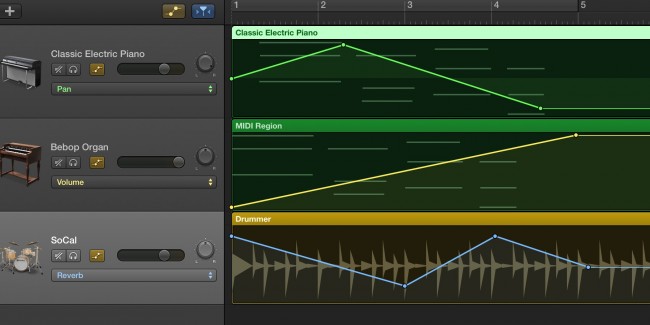 1 2 3 4 5
Classic Electric Piano
Classic Electric Piano
Pan
MIDI Region
Bebop Organ
Volume
Drummer
SoCal
Reverb